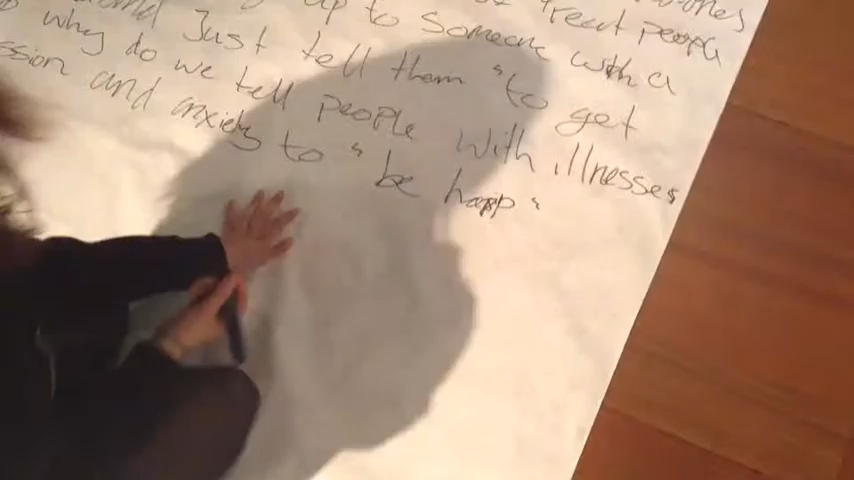 up to someone treat people
Just tell them "to get with a
why do we tell people with illnesses
ssion and anxiety to "be happ"